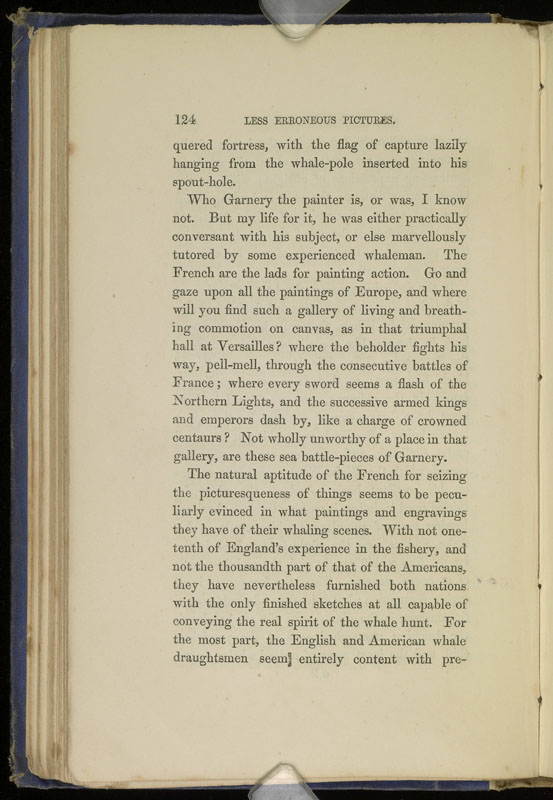 124 LESS ERRONEOUS PICTURES.
quered fortress, with the flag of capture lazily
hanging from the whale-pole inserted into his
spout-hole.
Who Garnery the painter is, or was, I know
not. But my life for it, he was either practically
conversant with his subject, or else marvellously
tutored by some experienced whaleman. The
French are the lads for painting action. Go and
gaze upon all the paintings of Europe, and where
will you find such a gallery of living and breath-
ing commotion on canvas, as in that triumphal
hall at Versailles? where the beholder fights his
way, pell-mell, through the consecutive battles of
France; where every sword seems a flash of the
Northern Lights, and the successive armed kings
and emperors dash by, like a charge of crowned
centaurs? Not wholly unworthy of a place in that
gallery, are these sea battle-pieces of Garnery.
The natural aptitude of the French for seizing
the picturesqueness of things seems to be pecu-
liarly evinced in what paintings and engravings
they have of their whaling scenes. With not one-
tenth of England's experience in the fishery, and
not the thousandth part of that of the Americans,
they have nevertheless furnished both nations
with the only finished sketches at all capable of
conveying the real spirit of the whale hunt. For
the most part, the English and American whale
draughtsmen seem entirely content with pre-